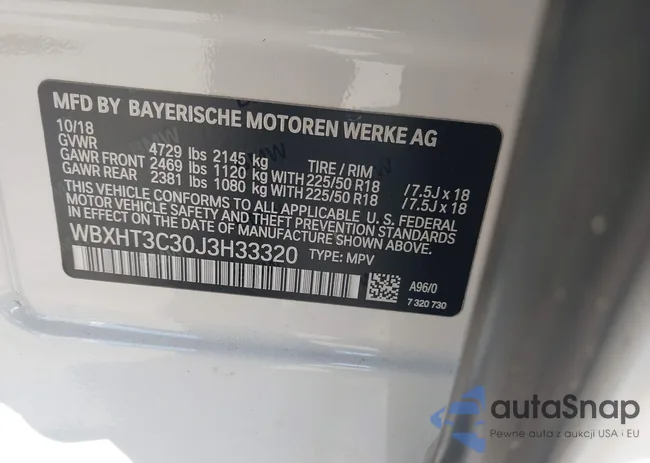 MFD BY BAYERISCHE MOTOREN WERKE AG
10/18
GVWR 4729 lbs 2145 kg TIRE / RIM
GAWR FRONT 2469 lbs 1120 kg WITH 225/50 R18 /7.5J x 18
GAWR REAR 2381 lbs 1080 kg WITH 225/50 R18 /7.5J x 18
THIS VEHICLE CONFORMS TO ALL APPLICABLE U. S. FEDERAL
MOTOR VEHICLE SAFETY AND THEFT PREVENTION STANDARDS
IN EFFECT ON DATE OF MANUFACTURE SHOWN ABOVE.
WBXHT3C30J3H33320 TYPE: MPV
A96/0
7 320 730
autaSnap
Pewne auta z aukcji USA i EU